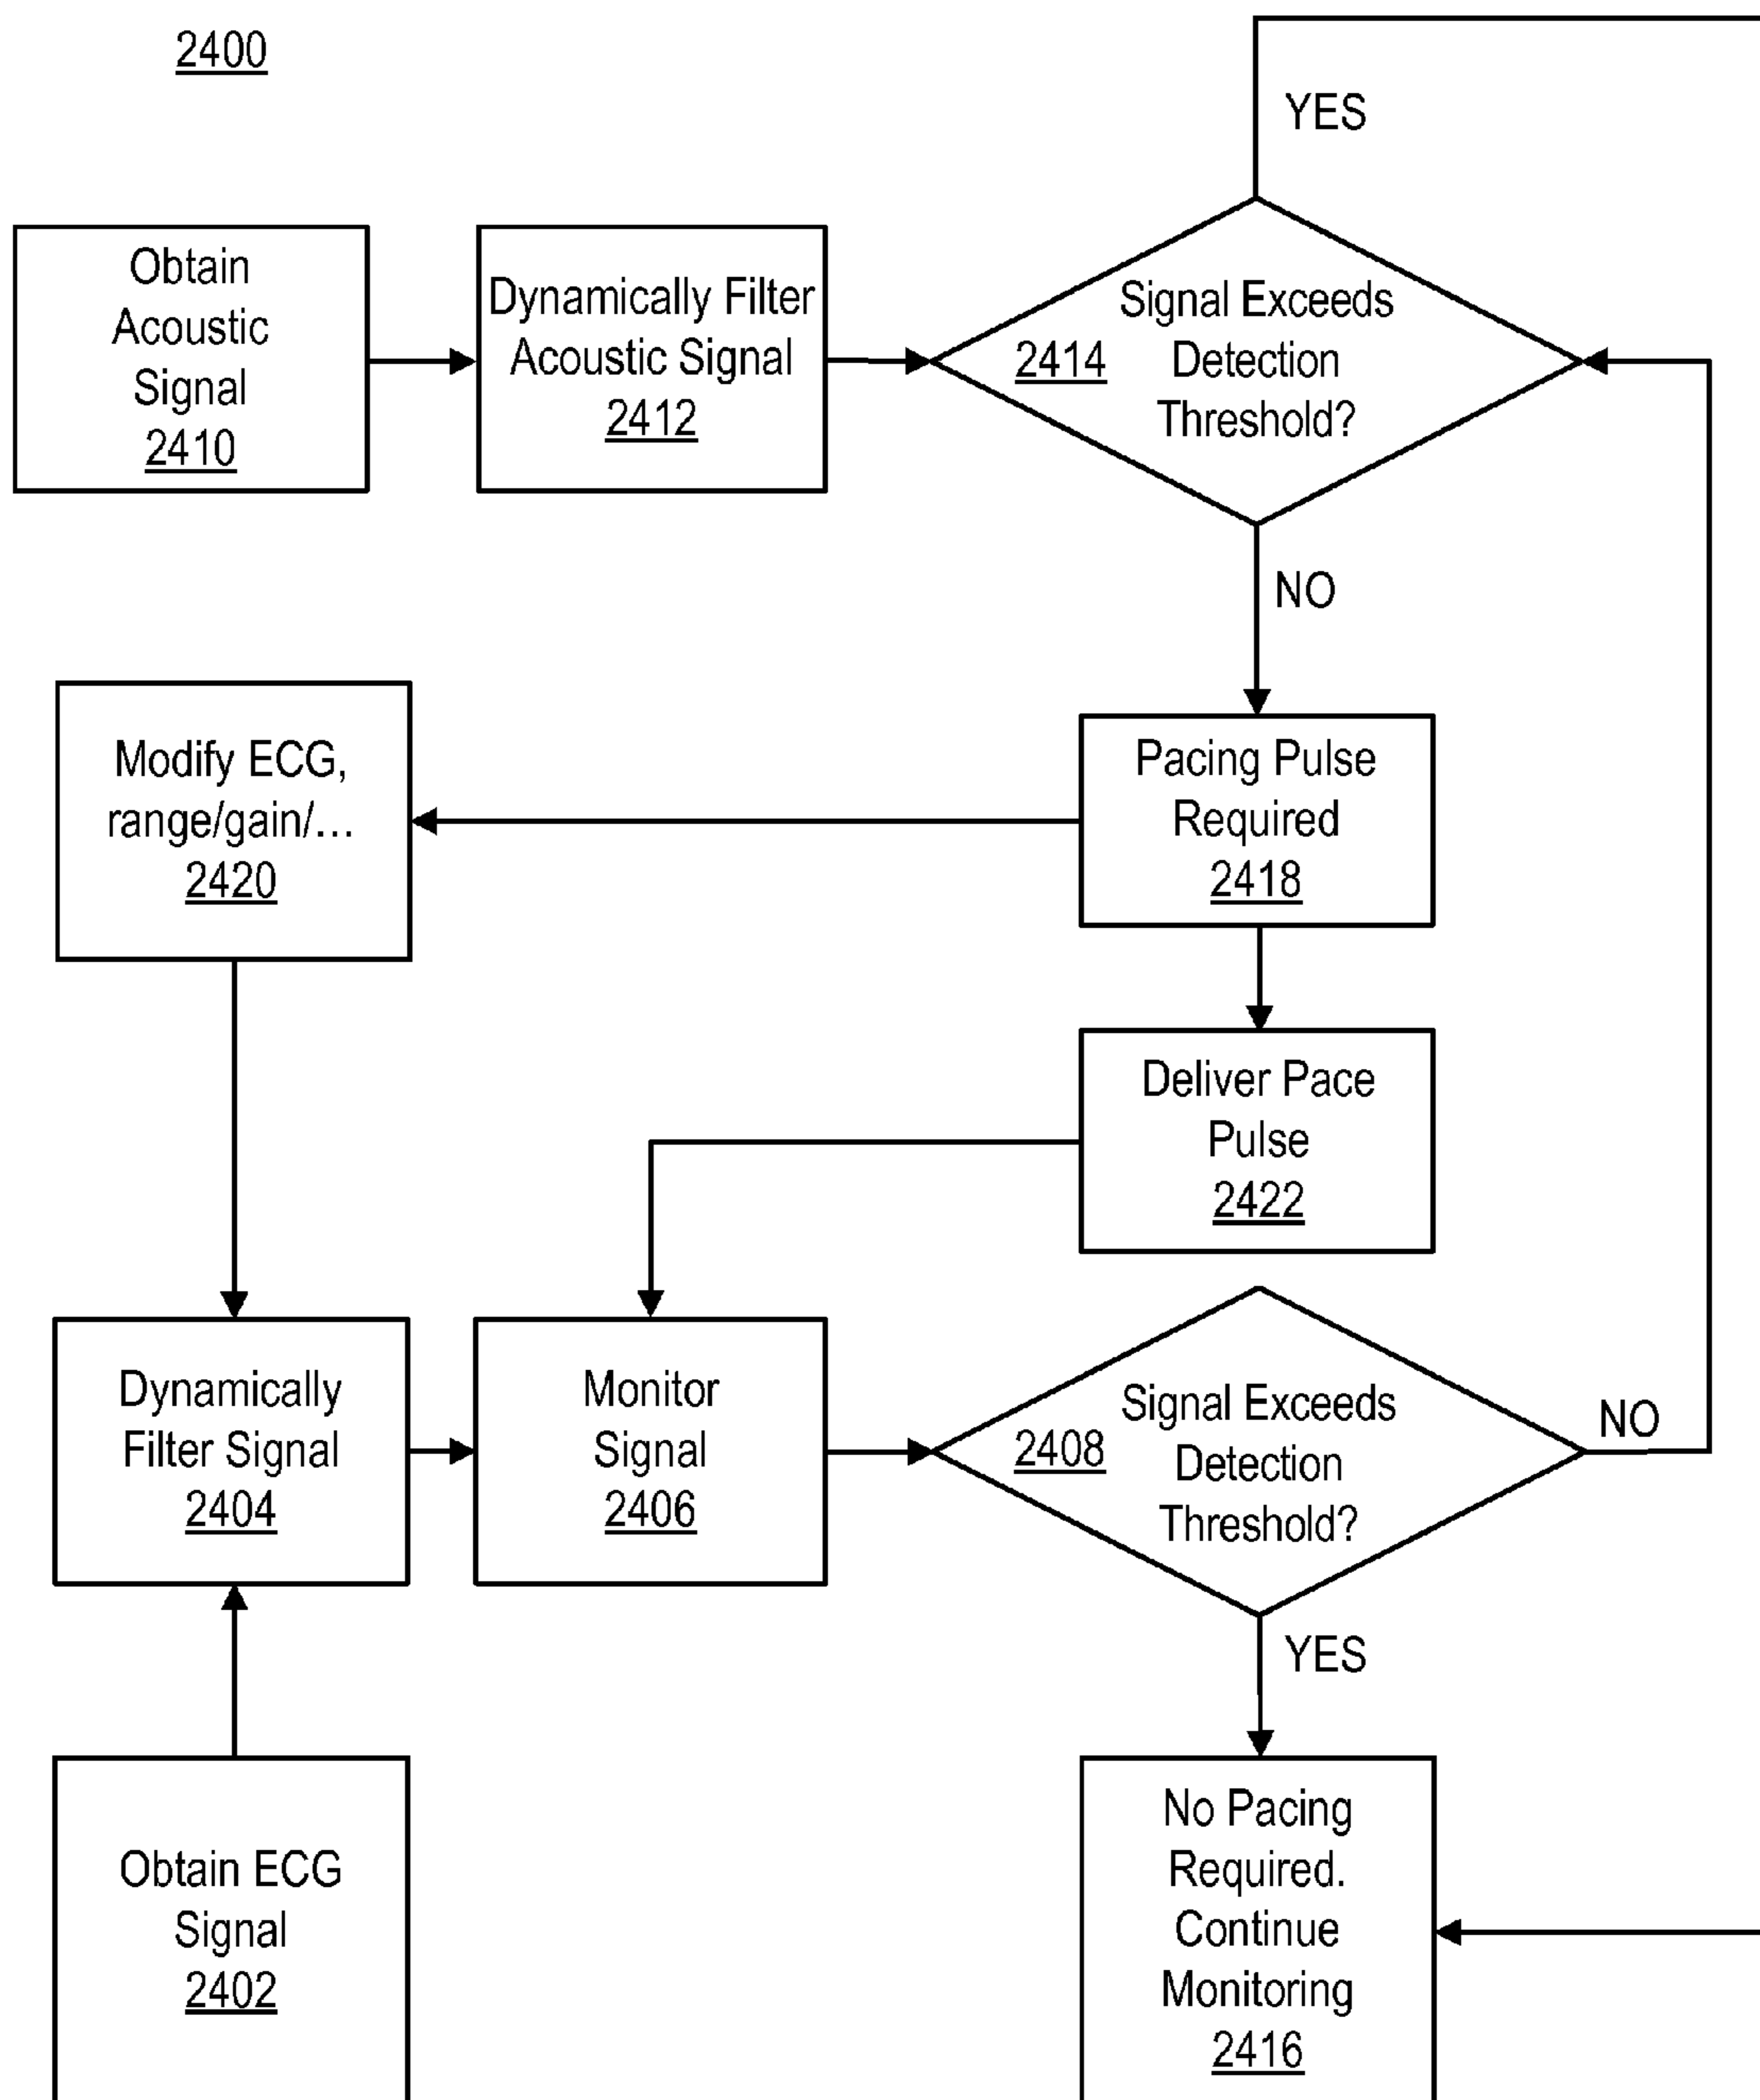 2400
YES
Obtain
Acoustic
Signal
2410
Dynamically Filter
Acoustic Signal
2412
Signal Exceeds
2414
Detection
Threshold?
NO
Modify ECG,
range/gain/...
2420
Pacing Pulse
Required
2418
Deliver Pace
Pulse
2422
Dynamically
Filter Signal
2404
Monitor
Signal
2406
Signal Exceeds
2408
Detection
Threshold?
NO
YES
Obtain ECG
Signal
2402
No Pacing
Required.
Continue
Monitoring
2416